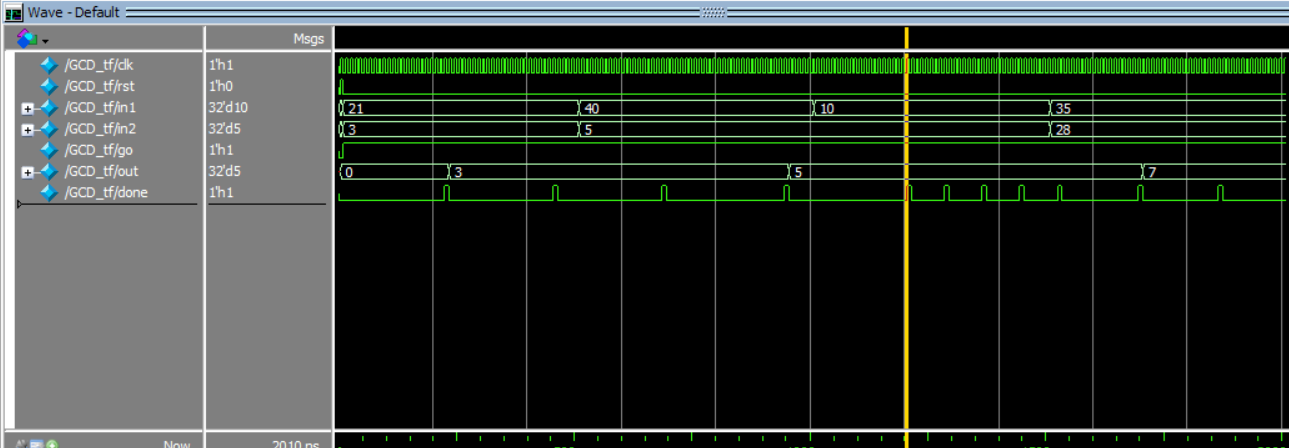 Wave - Default
Msgs
/GCD_tf/clk 1'h1
/GCD_tf/rst 1'h0
/GCD_tf/in1 32'd10 21 40 10 35
/GCD_tf/in2 32'd5 3 5 28
/GCD_tf/go 1'h1
/GCD_tf/out 32'd5 0 3 5 7
/GCD_tf/done 1'h1
Now 2010 ns